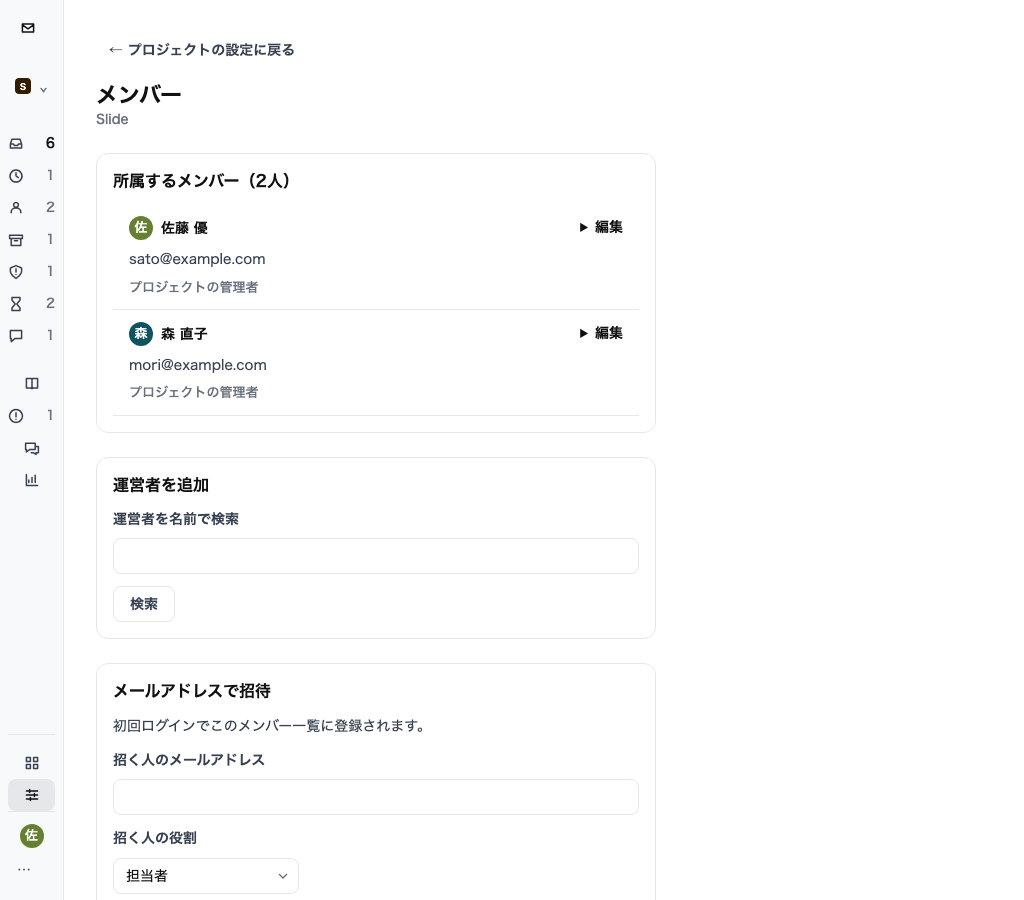 ← プロジェクトの設定に戻る
S
メンバー
Slide
6
1
2
1
1
2
1
1
所属するメンバー（2人）
佐 佐藤 優
▶ 編集
sato@example.com
プロジェクトの管理者
森 森 直子
▶ 編集
mori@example.com
プロジェクトの管理者
運営者を追加
運営者を名前で検索
検索
メールアドレスで招待
初回ログインでこのメンバー一覧に登録されます。
招く人のメールアドレス
招く人の役割
担当者
佐
…